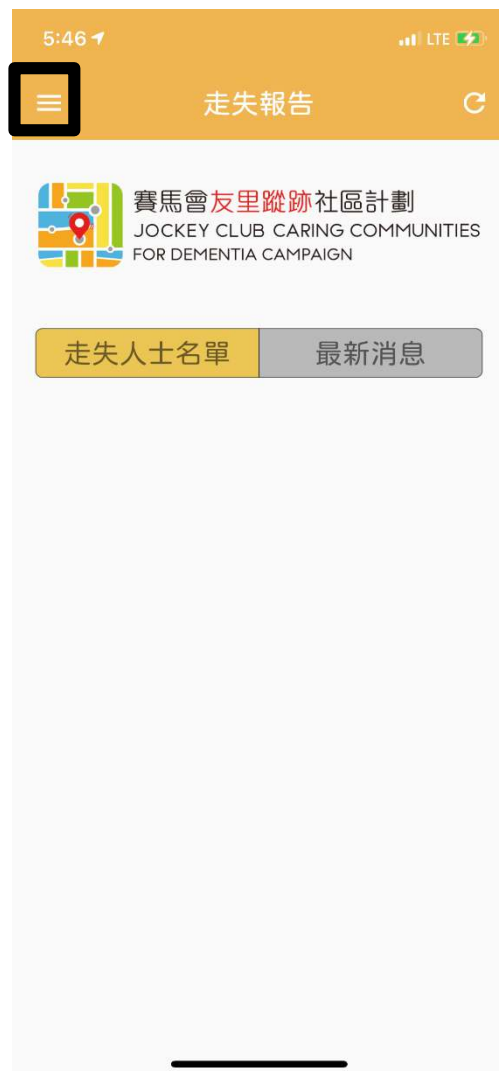 5:46
LTE
走失報告
賽馬會友里蹤跡社區計劃
JOCKEY CLUB CARING COMMUNITIES
FOR DEMENTIA CAMPAIGN
走失人士名單
最新消息